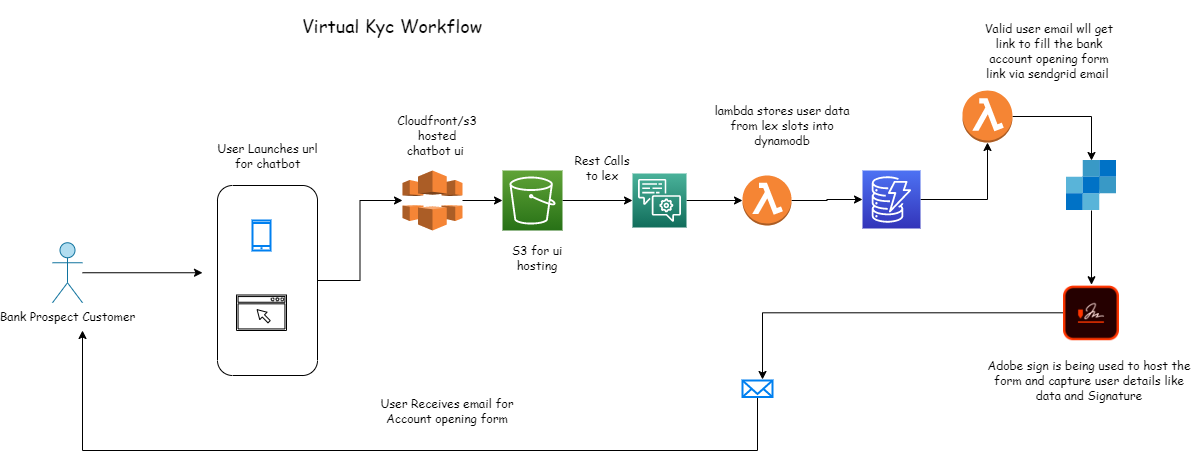 Virtual Kyc Workflow
Valid user email wll get
link to fill the bank
account opening form
link via sendgrid email
lambda stores user data
from lex slots into
dynamodb
Cloudfront/s3
hosted
chatbot ui
User Launches url
for chatbot
Rest Calls
to lex
S3 for ui
hosting
Bank Prospect Customer
Adobe sign is being used to host the
form and capture user details like
data and Signature
User Receives email for
Account opening form